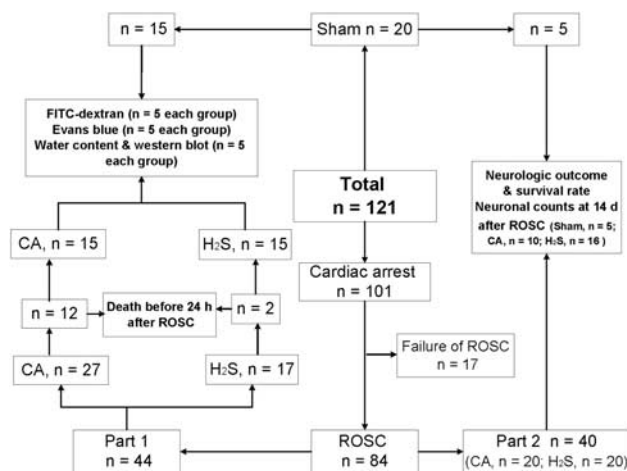 n = 15
Sham n = 20
n = 5
FITC-dextran (n = 5 each group)
Evans blue (n = 5 each group)
Water content & western blot (n = 5
each group)
Total
n = 121
Neurologic outcome
& survival rate
Neuronal counts at 14 d
after ROSC (Sham, n = 5;
CA, n = 10; H₂S, n = 16 )
CA, n = 15
H₂S, n = 15
Cardiac arrest
n = 101
n = 12
Death before 24 h
after ROSC
n = 2
Failure of ROSC
n = 17
CA, n = 27
H₂S, n = 17
Part 1
n = 44
ROSC
n = 84
Part 2 n = 40
(CA, n = 20; H₂S, n = 20)